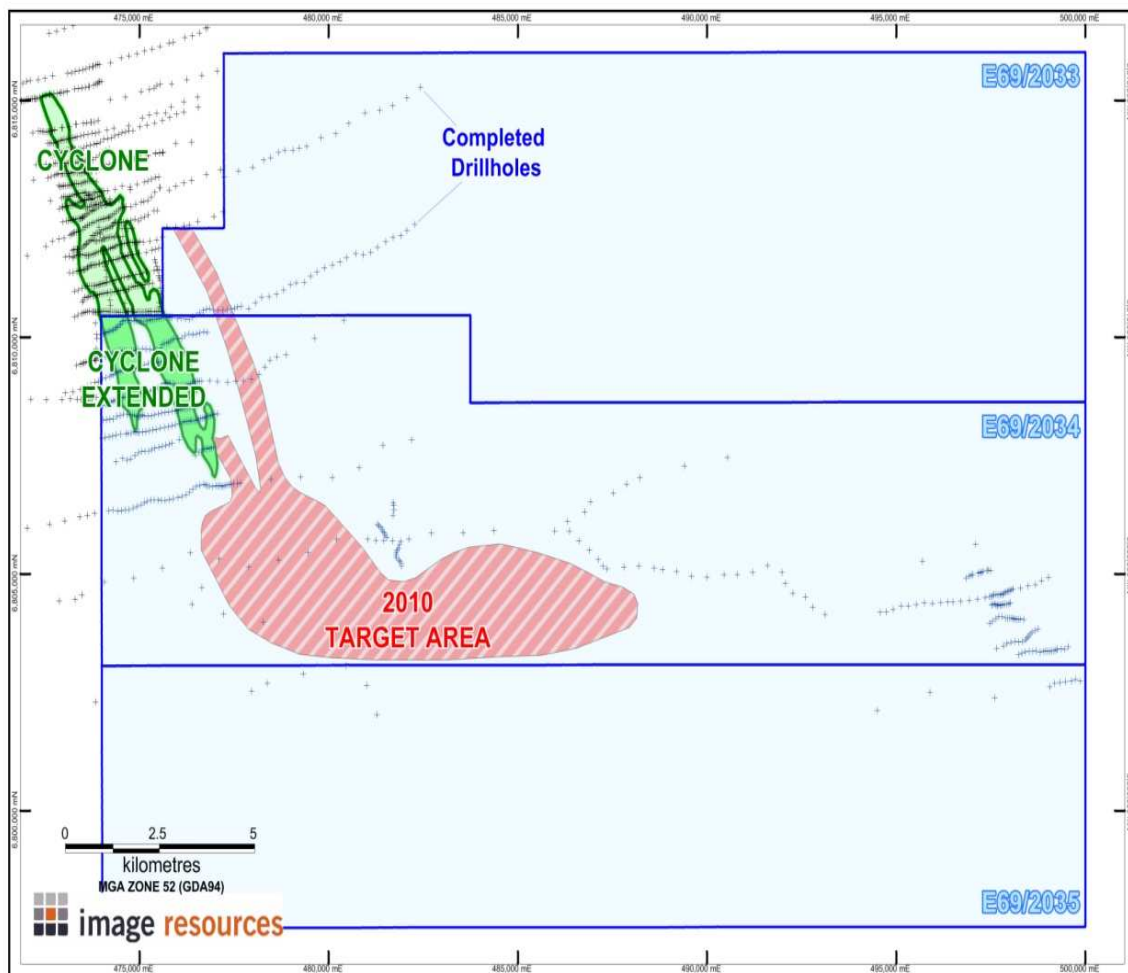 475,000 mE
480,000 mE
485,000 mE
490,000 mE
495,000 mE
500,000 mE
E69/2033
6,815,000 mN
Completed
Drillholes
CYCLONE
6,810,000 mN
CYCLONE
EXTENDED
E69/2034
6,805,000 mN
2010
TARGET AREA
6,800,000 mN
0 2.5 5
kilometres
MGA ZONE 52 (GDA94)
image resources
E69/2035
475,000 mE
480,000 mE
485,000 mE
490,000 mE
495,000 mE
500,000 mE